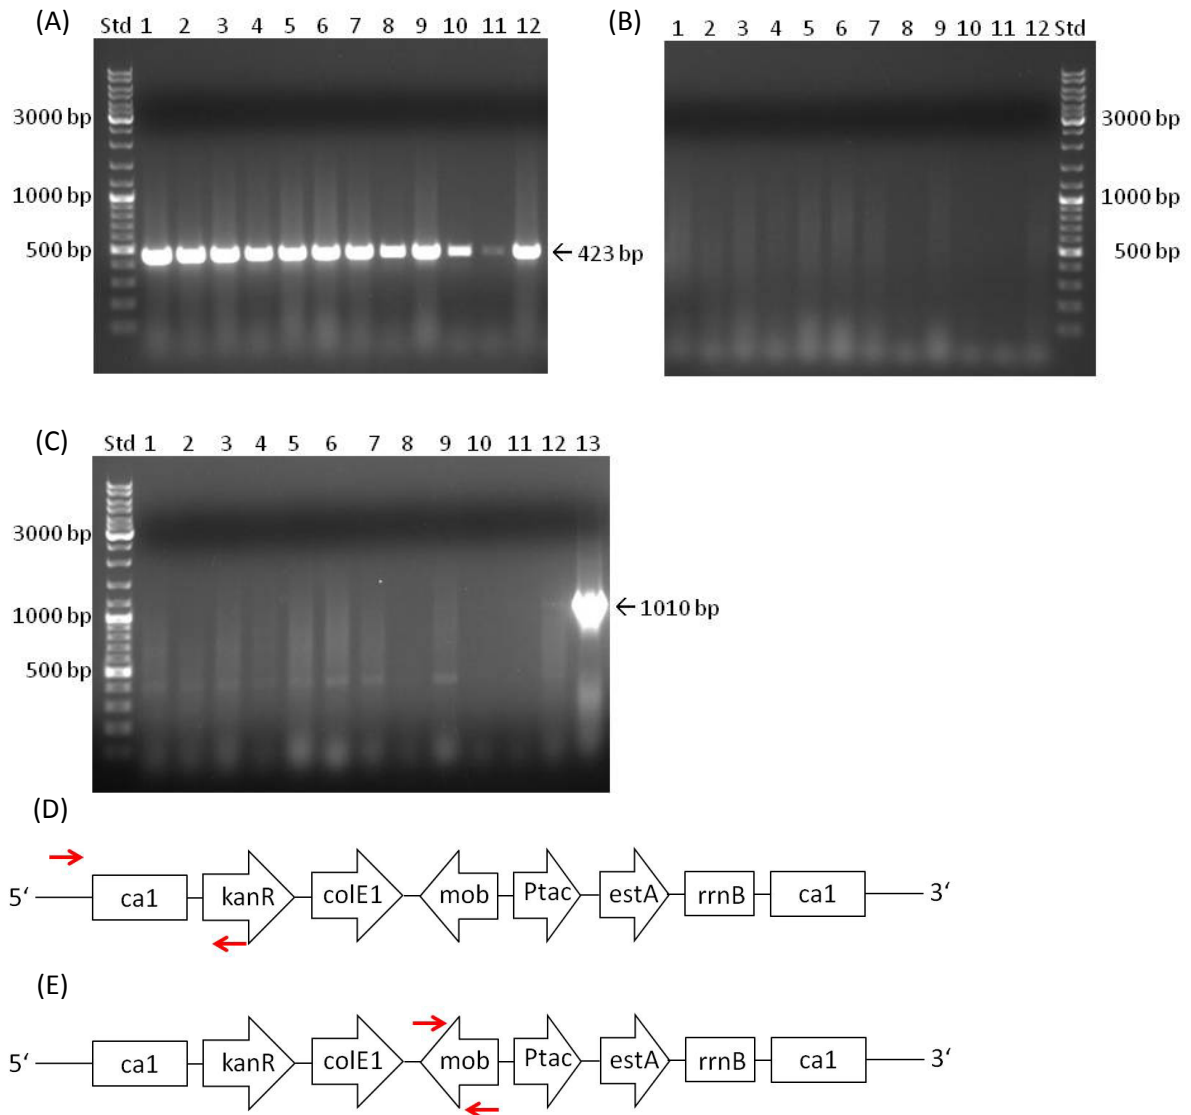 (A)
Std 1 2 3 4 5 6 7 8 9 10 11 12
3000 bp
1000 bp
500 bp
←423 bp
(B)
1 2 3 4 5 6 7 8 9 10 11 12 Std
3000 bp
1000 bp
500 bp
(C)
Std 1 2 3 4 5 6 7 8 9 10 11 12 13
3000 bp
1000 bp
500 bp
←1010 bp
(D)
5‘ ca1 kanR colE1 mob Ptac estA rrnB ca1 3‘
(E)
5‘ ca1 kanR colE1 mob Ptac estA rrnB ca1 3‘